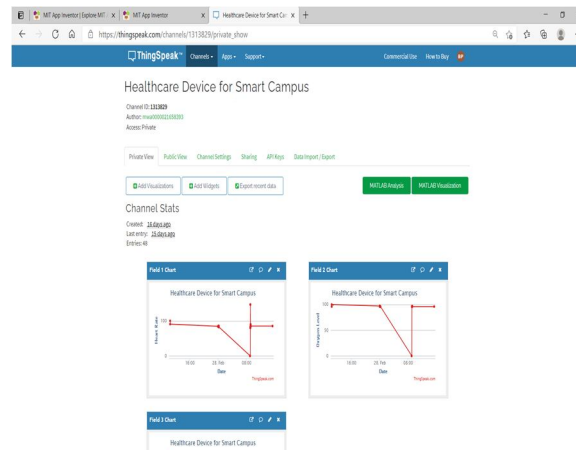 MIT App Inventor | Explore MIT
MIT App Inventor
Healthcare Device for Smart Cam
https://thingspeak.com/channels/1313829/private_show
ThingSpeak™ Channels Apps Support Commercial Use How to Buy
Healthcare Device for Smart Campus
Channel ID: 1313829
Author:
Access: Private
Private View Public View Channel Settings Sharing API Keys Data Import / Export
Add Visualizations Add Widgets Export recent data MATLAB Analysis MATLAB Visualization
Channel Stats
Created: 16 days ago
Last entry: 15 days ago
Entries: 48
Field 1 Chart
Healthcare Device for Smart Campus
Heart Rate
100
0
16:00 28. Feb 08:00
Date
ThingSpeak.com
Field 2 Chart
Healthcare Device for Smart Campus
Oxygen Level
100
50
0
16:00 28. Feb 08:00
Date
ThingSpeak.com
Field 3 Chart
Healthcare Device for Smart Campus